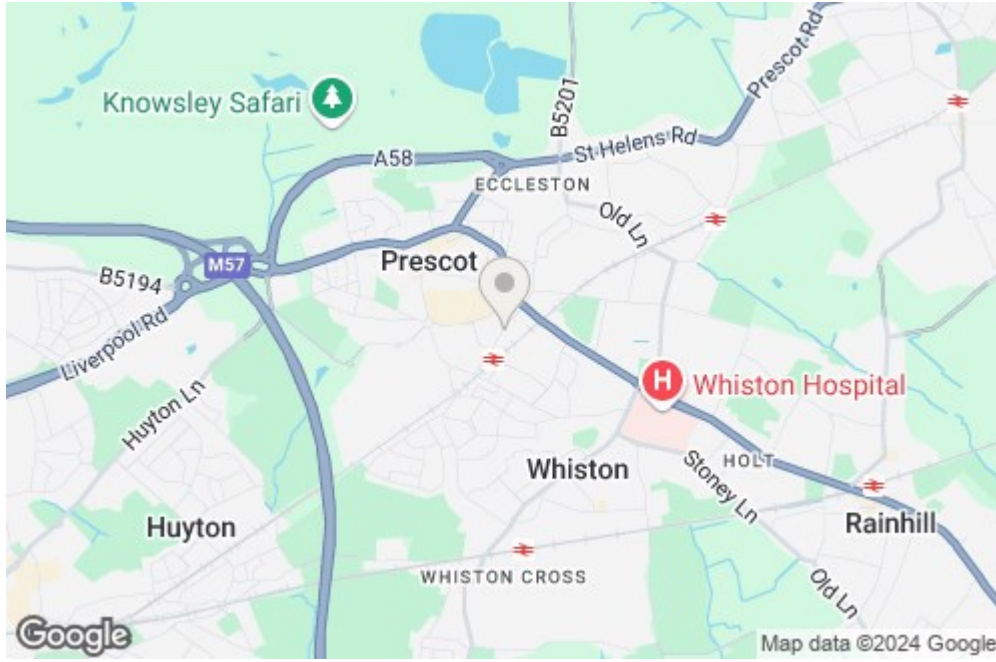 Prescot Rd
Knowsley Safari
B5201
A58
St Helens Rd
ECCLESTON
Old Ln
Prescot
M57
B5194
Liverpool Rd
Huyton Ln
H
Whiston Hospital
Whiston
HOLT
Stoney Ln
Rainhill
Huyton
WHISTON CROSS
Old Ln
Google
Map data ©2024 Google